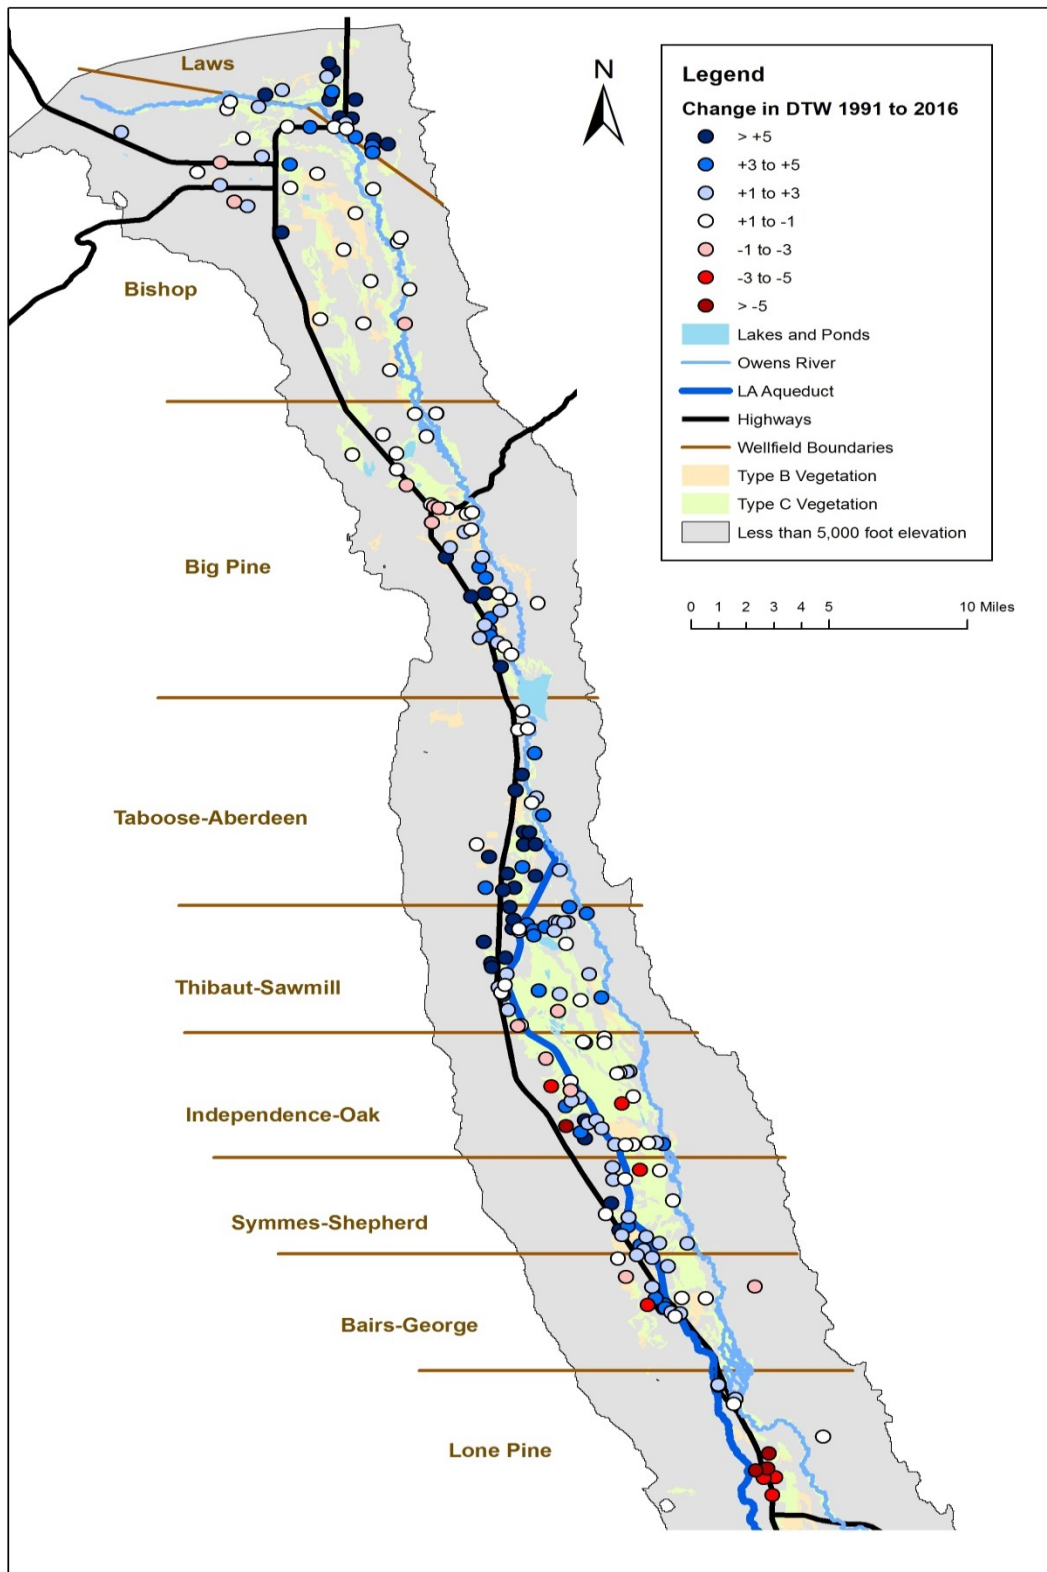 Laws
N
Bishop
Big Pine
Taboose-Aberdeen
Thibaut-Sawmill
Independence-Oak
Symmes-Shepherd
Bairs-George
Lone Pine
Legend
Change in DTW 1991 to 2016
> +5
+3 to +5
+1 to +3
+1 to -1
-1 to -3
-3 to -5
> -5
Lakes and Ponds
Owens River
LA Aqueduct
Highways
Wellfield Boundaries
Type B Vegetation
Type C Vegetation
Less than 5,000 foot elevation
0 1 2 3 4 5 10 Miles